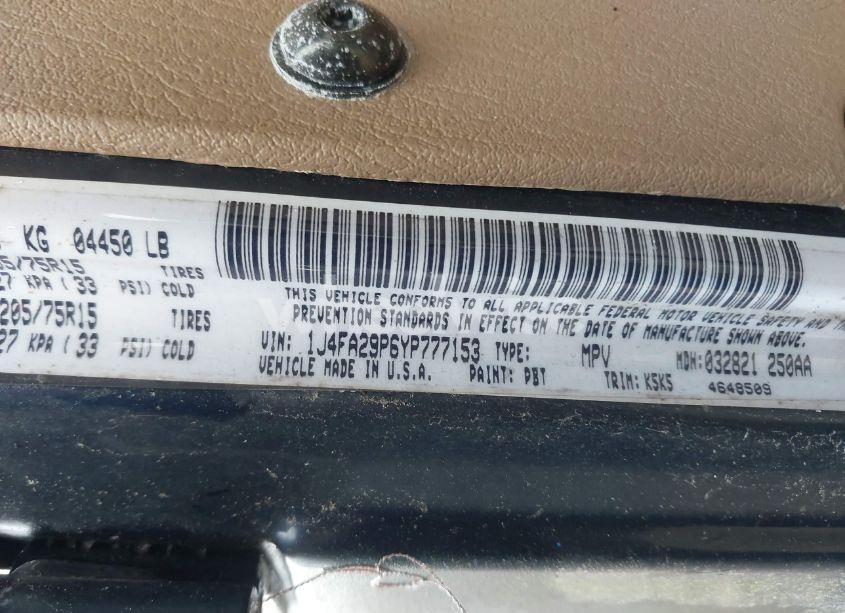 KG 04450 LB
5/75R15 TIRES
27 KPA ( 33 PSI) COLD
205/75R15 TIRES
27 KPA ( 33 PSI) COLD
THIS VEHICLE CONFORMS TO ALL APPLICABLE FEDERAL MOTOR VEHICLE SAFETY AND
PREVENTION STANDARDS IN EFFECT ON THE DATE OF MANUFACTURE SHOWN ABOVE.
VIN: 1J4FA29P6YP777153 TYPE: MPV MDH:032821 250AA
VEHICLE MADE IN U.S.A. PAINT: DBT TRIM: K5K5 4648509